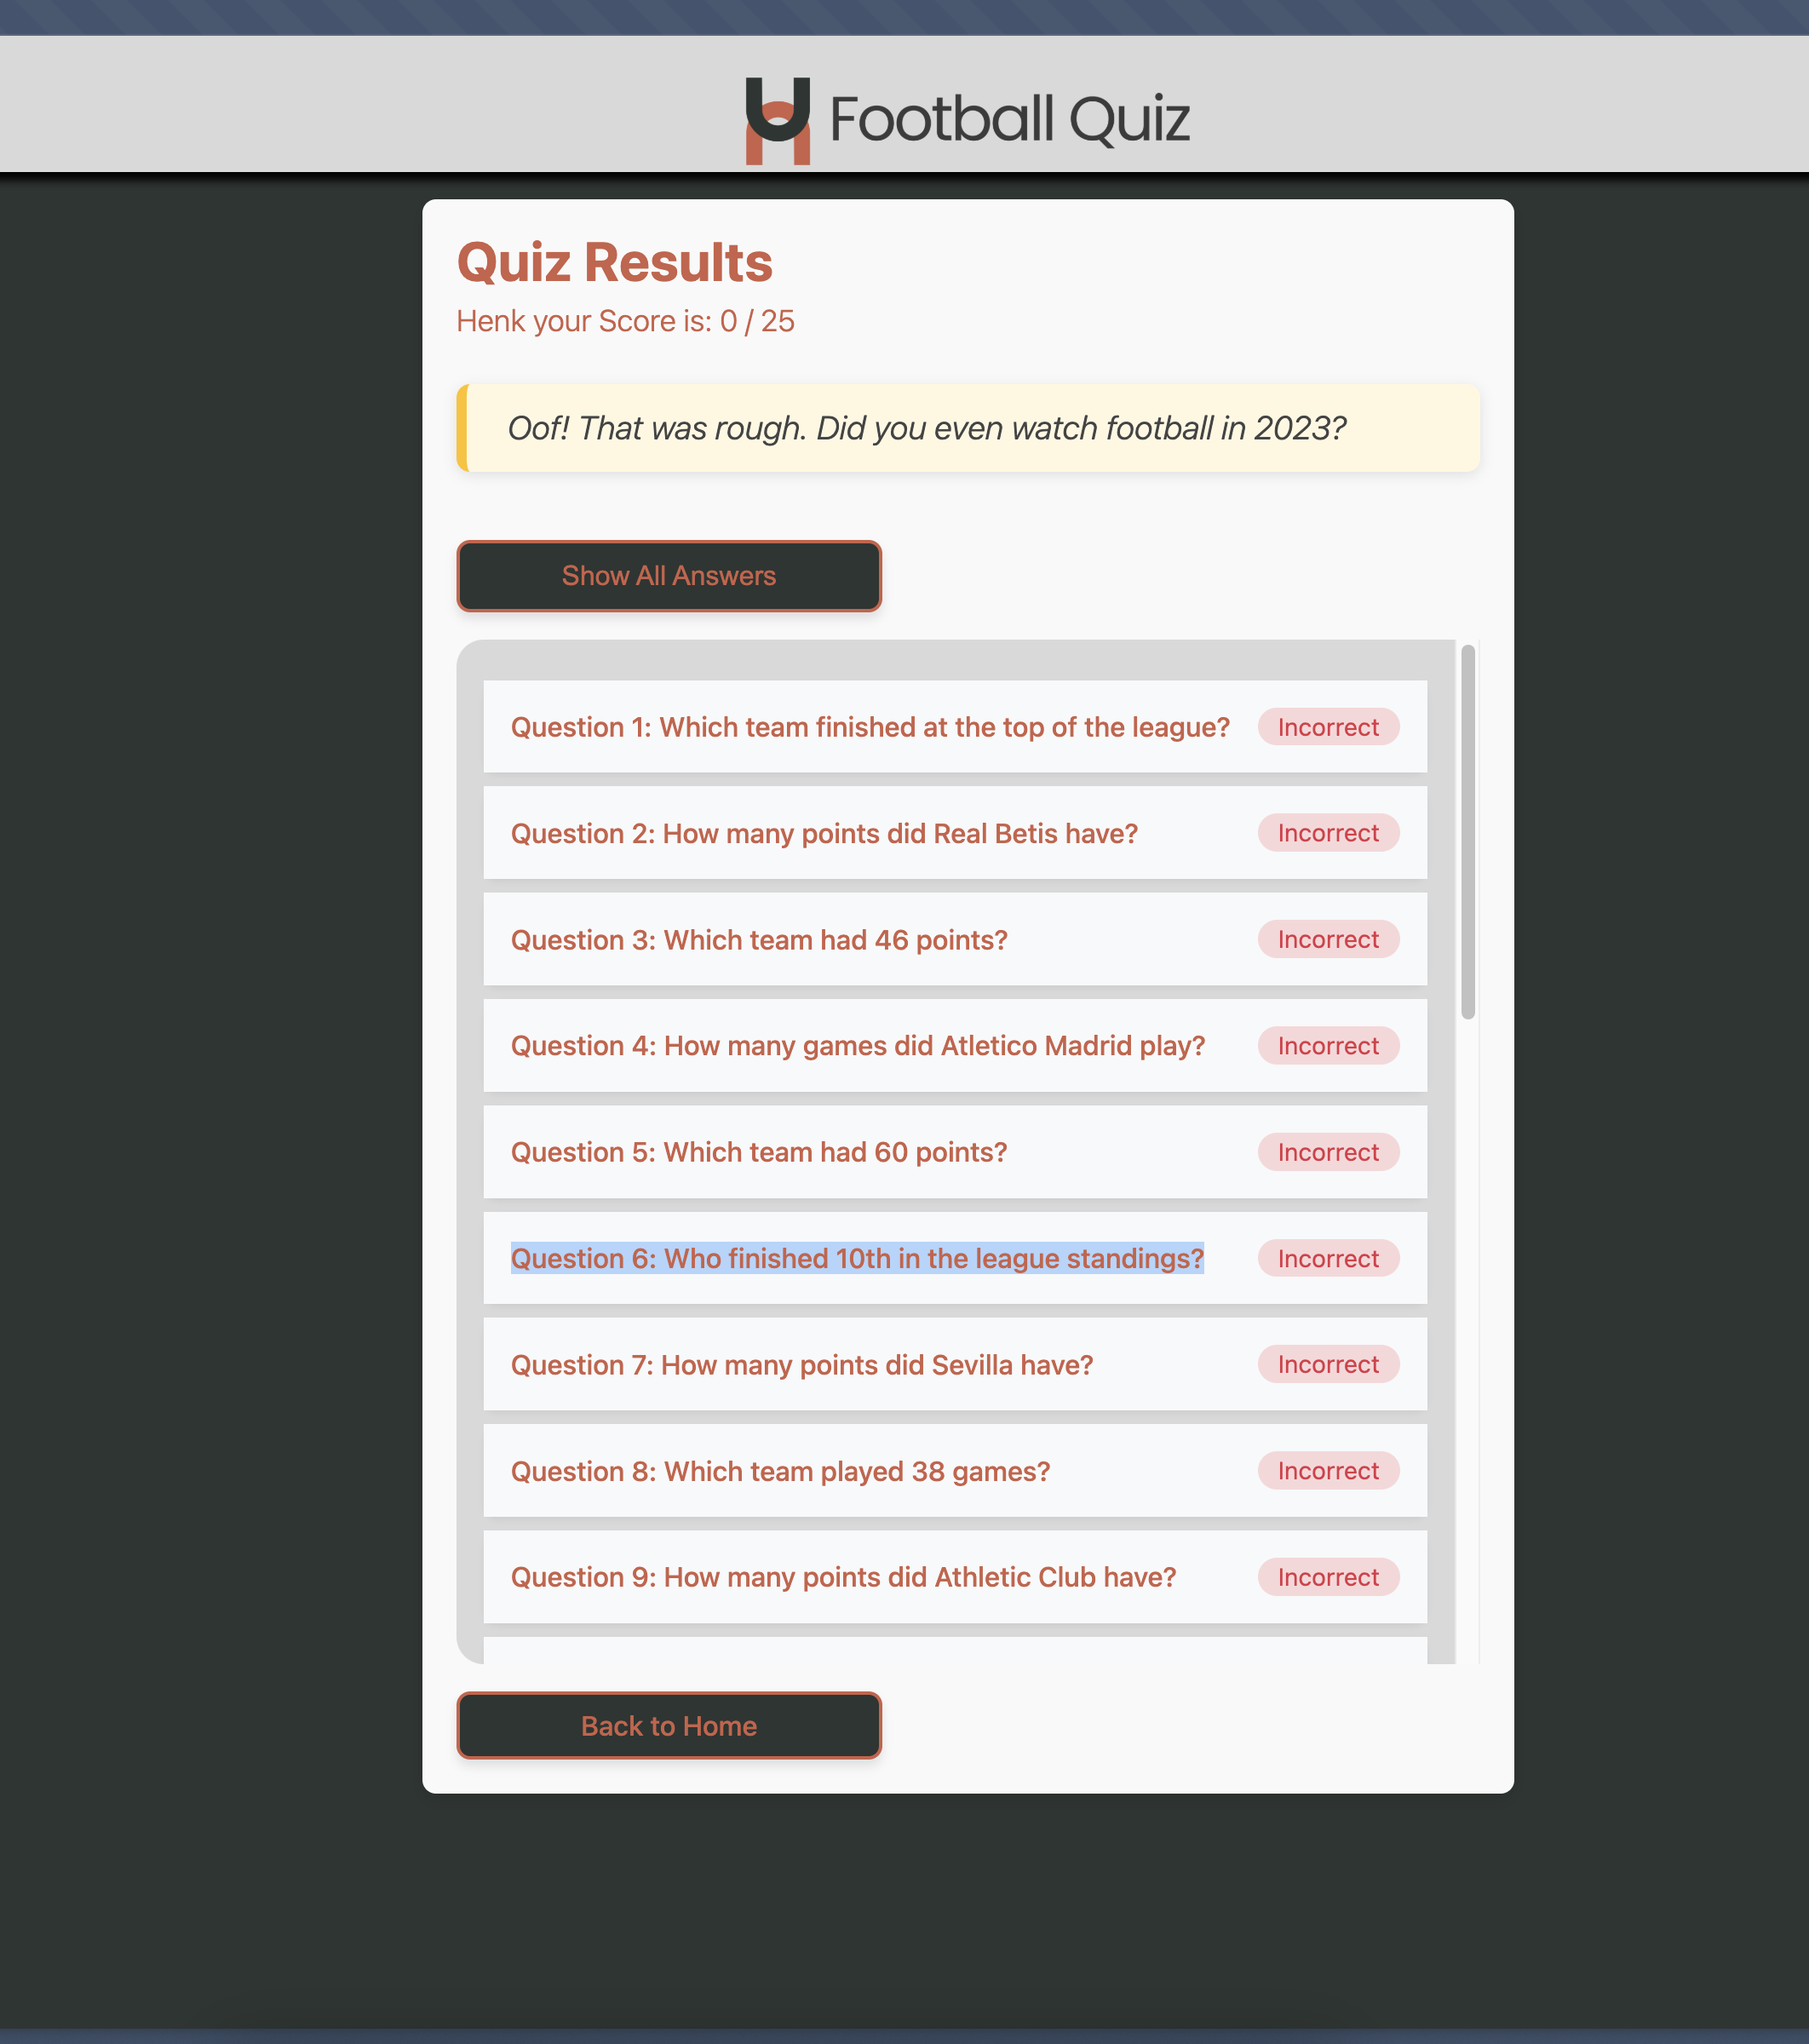 Football Quiz
Quiz Results
Henk your Score is: 0 / 25
Oof! That was rough. Did you even watch football in 2023?
Show All Answers
Question 1: Which team finished at the top of the league? Incorrect
Question 2: How many points did Real Betis have? Incorrect
Question 3: Which team had 46 points? Incorrect
Question 4: How many games did Atletico Madrid play? Incorrect
Question 5: Which team had 60 points? Incorrect
Question 6: Who finished 10th in the league standings? Incorrect
Question 7: How many points did Sevilla have? Incorrect
Question 8: Which team played 38 games? Incorrect
Question 9: How many points did Athletic Club have? Incorrect
Back to Home